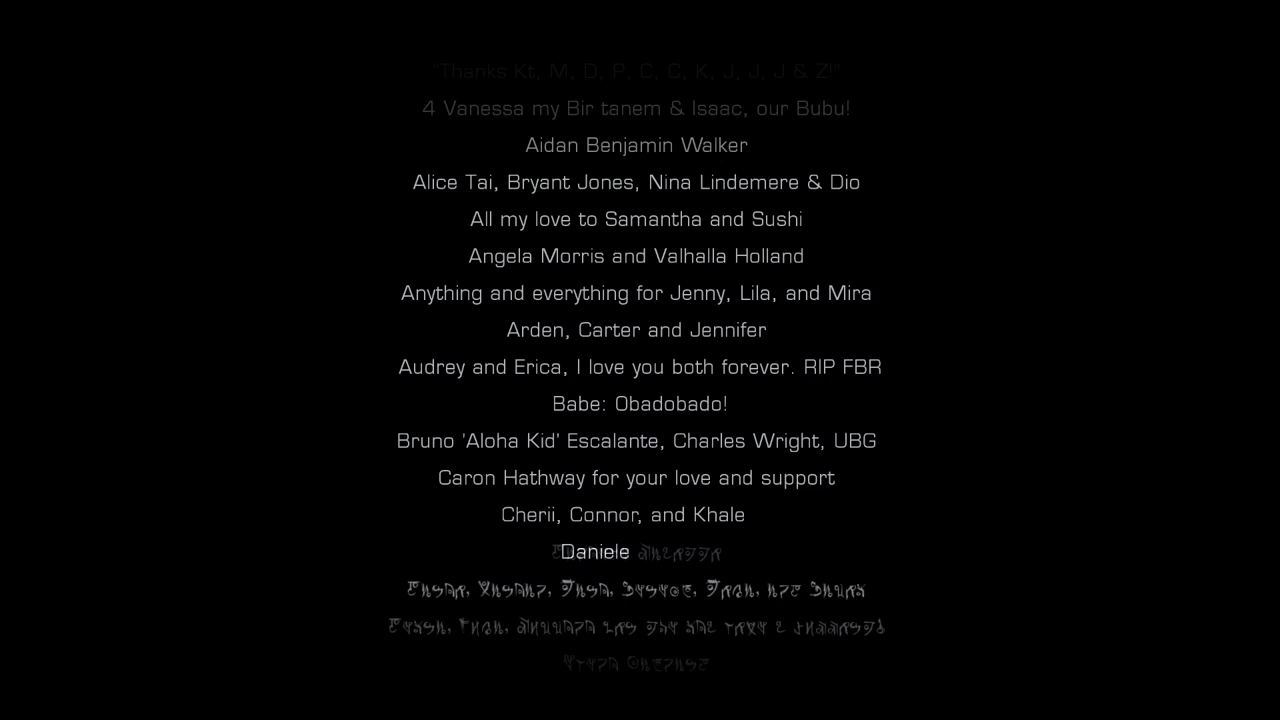 "Thanks Kt, M, D, P, C, C, K, J, J, J & Z!"
4 Vanessa my Bir tanem & Isaac, our Bubu!
Aidan Benjamin Walker
Alice Tai, Bryant Jones, Nina Lindemere & Dio
All my love to Samantha and Sushi
Angela Morris and Valhalla Holland
Anything and everything for Jenny, Lila, and Mira
Arden, Carter and Jennifer
Audrey and Erica, I love you both forever. RIP FBR
Babe: Obadobado!
Bruno 'Aloha Kid' Escalante, Charles Wright, UBG
Caron Hathway for your love and support
Cherii, Connor, and Khale
Daniele